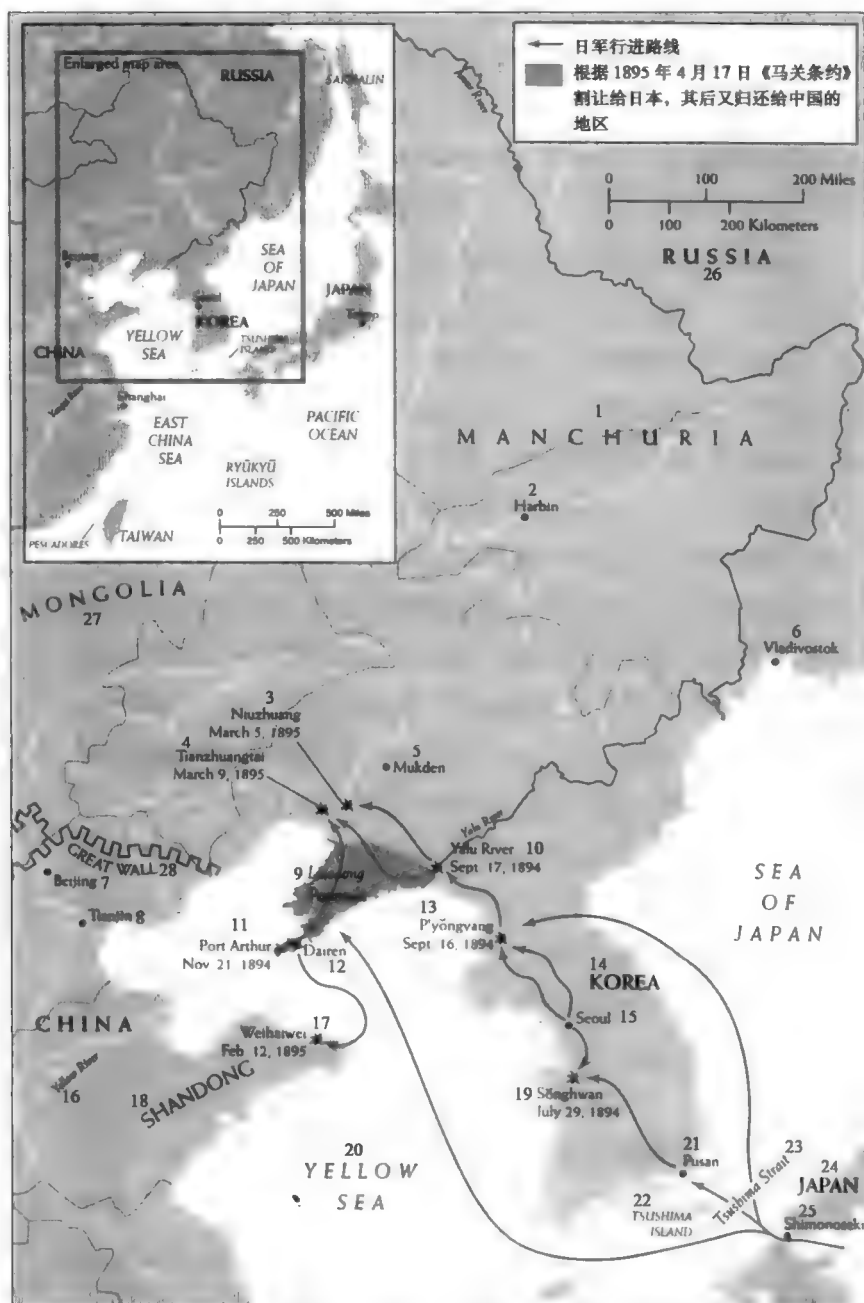 Enlarged map area
RUSSIA
SAKHALIN
Beijing
SEA
OF
JAPAN
Seoul
KOREA
JAPAN
YELLOW
SEA
TSUSHIMA
ISLANDS
CHINA
Shanghai
EAST
CHINA
SEA
PACIFIC
OCEAN
RYŪKYŪ
ISLANDS
0 250 500 Miles
0 250 500 Kilometers
PESCADORES
TAIWAN
日军行进路线
根据 1895 年 4 月 17 日《马关条约》
割让给日本，其后又归还给中国的
地区
Amur River
0 100 200 Miles
0 100 200 Kilometers
RUSSIA
26
1
MANCHURIA
2
Harbin
MONGOLIA
27
6
Vladivostok
3
Niuzhuang
March 5, 1895
4
Tianzhuangtai
March 9, 1895
5
Mukden
GREAT WALL 28
Beijing 7
Tianjin 8
Yalu River
Yalu River 10
Sept 17, 1894
9
11
Port Arthur
Nov 21 1894
Dairen
12
13
P'yŏngyang
Sept 16, 1894
SEA
OF
JAPAN
14
KOREA
Seoul 15
CHINA
17
Weihaiwei
Feb 12, 1895
Yellow River
16
18
SHANDONG
19 Sŏnghwan
July 29, 1894
20
YELLOW
SEA
21
Pusan
22
TSUSHIMA
ISLAND
23
Tsushima Strait
24
JAPAN
25
Shimonoseki